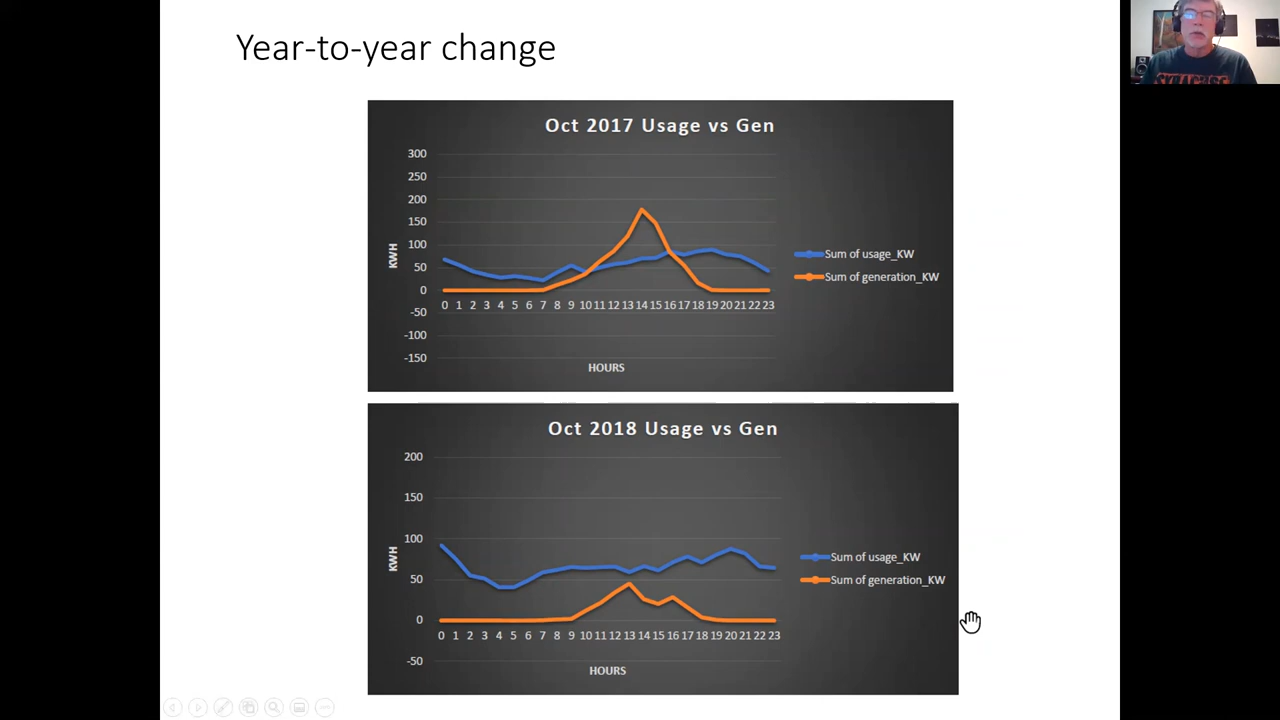 Year-to-year change
SYRACUSE
Oct 2017 Usage vs Gen
300
250
200
150
100
50
0
-50
-100
-150
KWH
0 1 2 3 4 5 6 7 8 9 10 11 12 13 14 15 16 17 18 19 20 21 22 23
HOURS
Sum of usage_KW
Sum of generation_KW
Oct 2018 Usage vs Gen
200
150
100
50
0
-50
KWH
0 1 2 3 4 5 6 7 8 9 10 11 12 13 14 15 16 17 18 19 20 21 22 23
HOURS
Sum of usage_KW
Sum of generation_KW